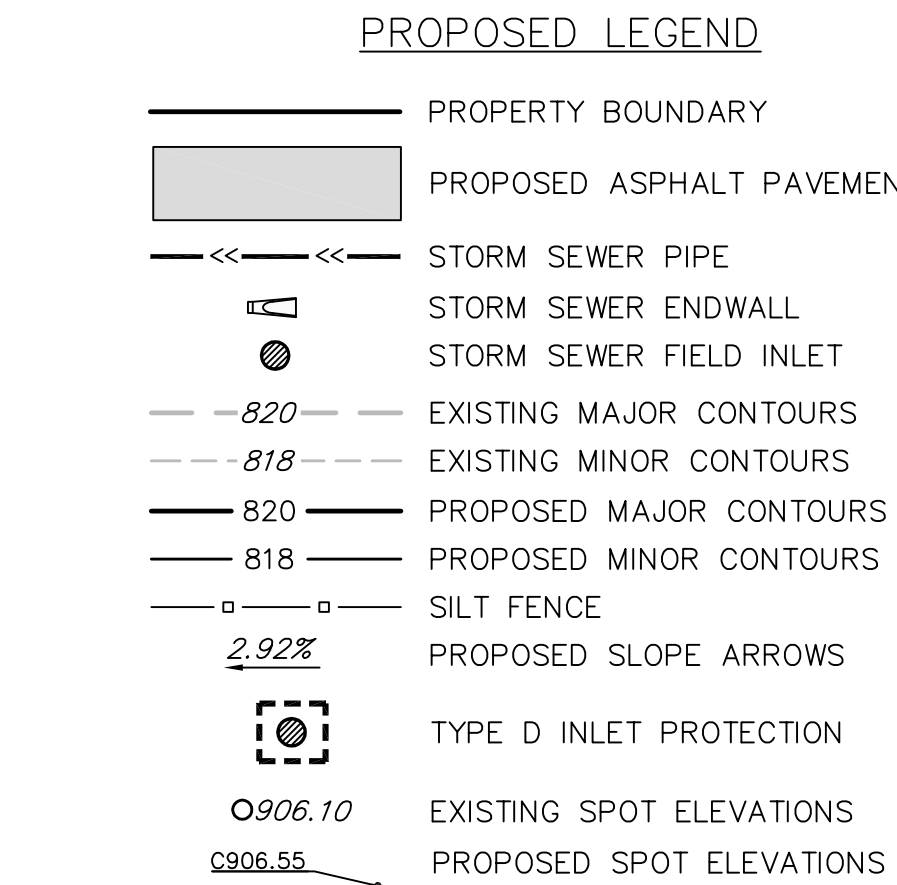 PROPOSED LEGEND
PROPERTY BOUNDARY
PROPOSED ASPHALT PAVEMEN
<< << STORM SEWER PIPE
STORM SEWER ENDWALL
STORM SEWER FIELD INLET
820 EXISTING MAJOR CONTOURS
818 EXISTING MINOR CONTOURS
820 PROPOSED MAJOR CONTOURS
818 PROPOSED MINOR CONTOURS
SILT FENCE
2.92% PROPOSED SLOPE ARROWS
TYPE D INLET PROTECTION
906.10 EXISTING SPOT ELEVATIONS
C906.55 PROPOSED SPOT ELEVATIONS